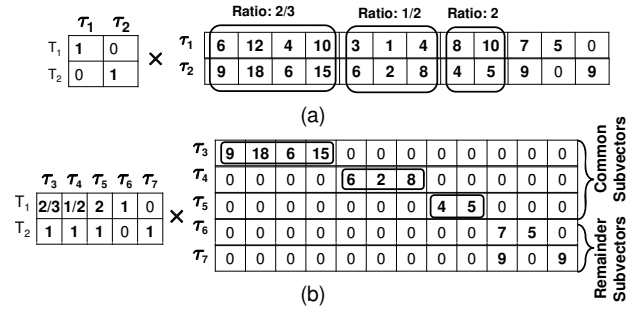 Ratio: 2/3 Ratio: 1/2 Ratio: 2
τ1 τ2
T1 1 0 × τ1 6 12 4 10 3 1 4 8 10 7 5 0
T2 0 1 τ2 9 18 6 15 6 2 8 4 5 9 0 9
(a)
τ3 9 18 6 15 0 0 0 0 0 0 0 0
τ4 0 0 0 0 6 2 8 0 0 0 0 0
τ3 τ4 τ5 τ6 τ7
T1 2/3 1/2 2 1 0 × τ5 0 0 0 0 0 0 0 4 5 0 0 0
T2 1 1 1 0 1 τ6 0 0 0 0 0 0 0 0 0 7 5 0
τ7 0 0 0 0 0 0 0 0 0 9 0 9
Common
Subvectors
Remainder
Subvectors
(b)